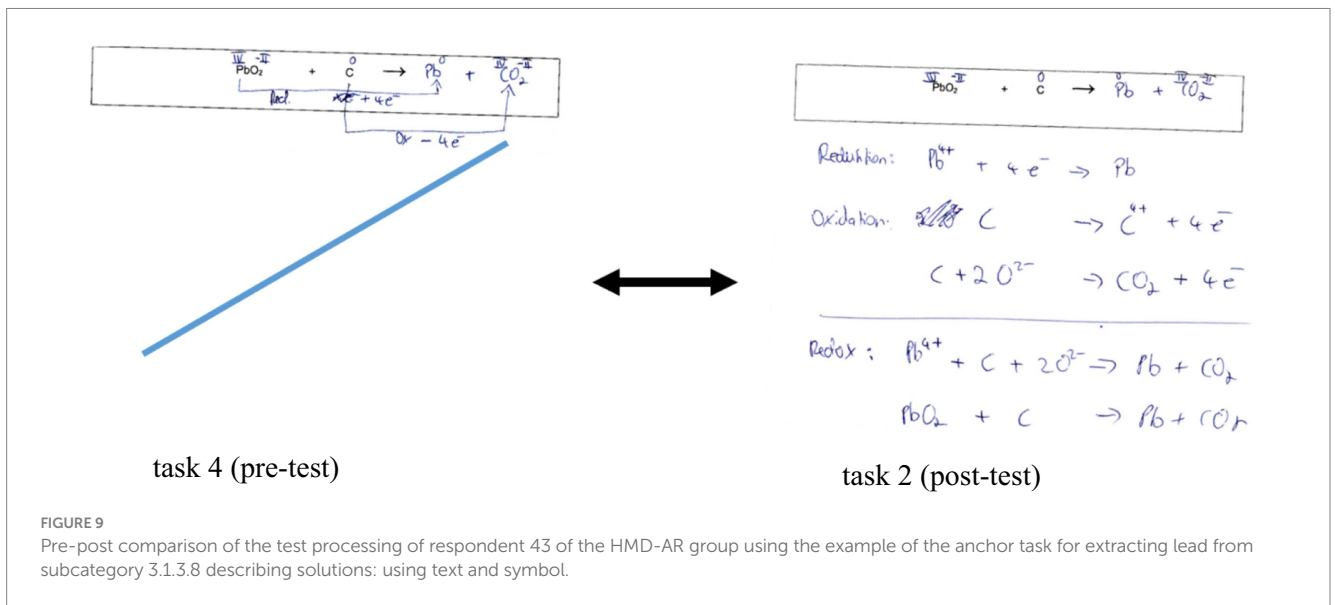 IV -II 0 0 IV -II
PbO₂ + C → Pb + CO₂
Red. + 4e⁻
Ox - 4e⁻
task 4 (pre-test)
IV -II 0 0 IV -II
PbO₂ + C → Pb + CO₂
Reduktion: Pb⁴⁺ + 4e⁻ → Pb
Oxidation: C → C⁴⁺ + 4e⁻
C + 2O²⁻ → CO₂ + 4e⁻
Redox: Pb⁴⁺ + C + 2O²⁻ → Pb + CO₂
PbO₂ + C → Pb + CO₂
task 2 (post-test)
FIGURE 9
Pre-post comparison of the test processing of respondent 43 of the HMD-AR group using the example of the anchor task for extracting lead from
subcategory 3.1.3.8 describing solutions: using text and symbol.